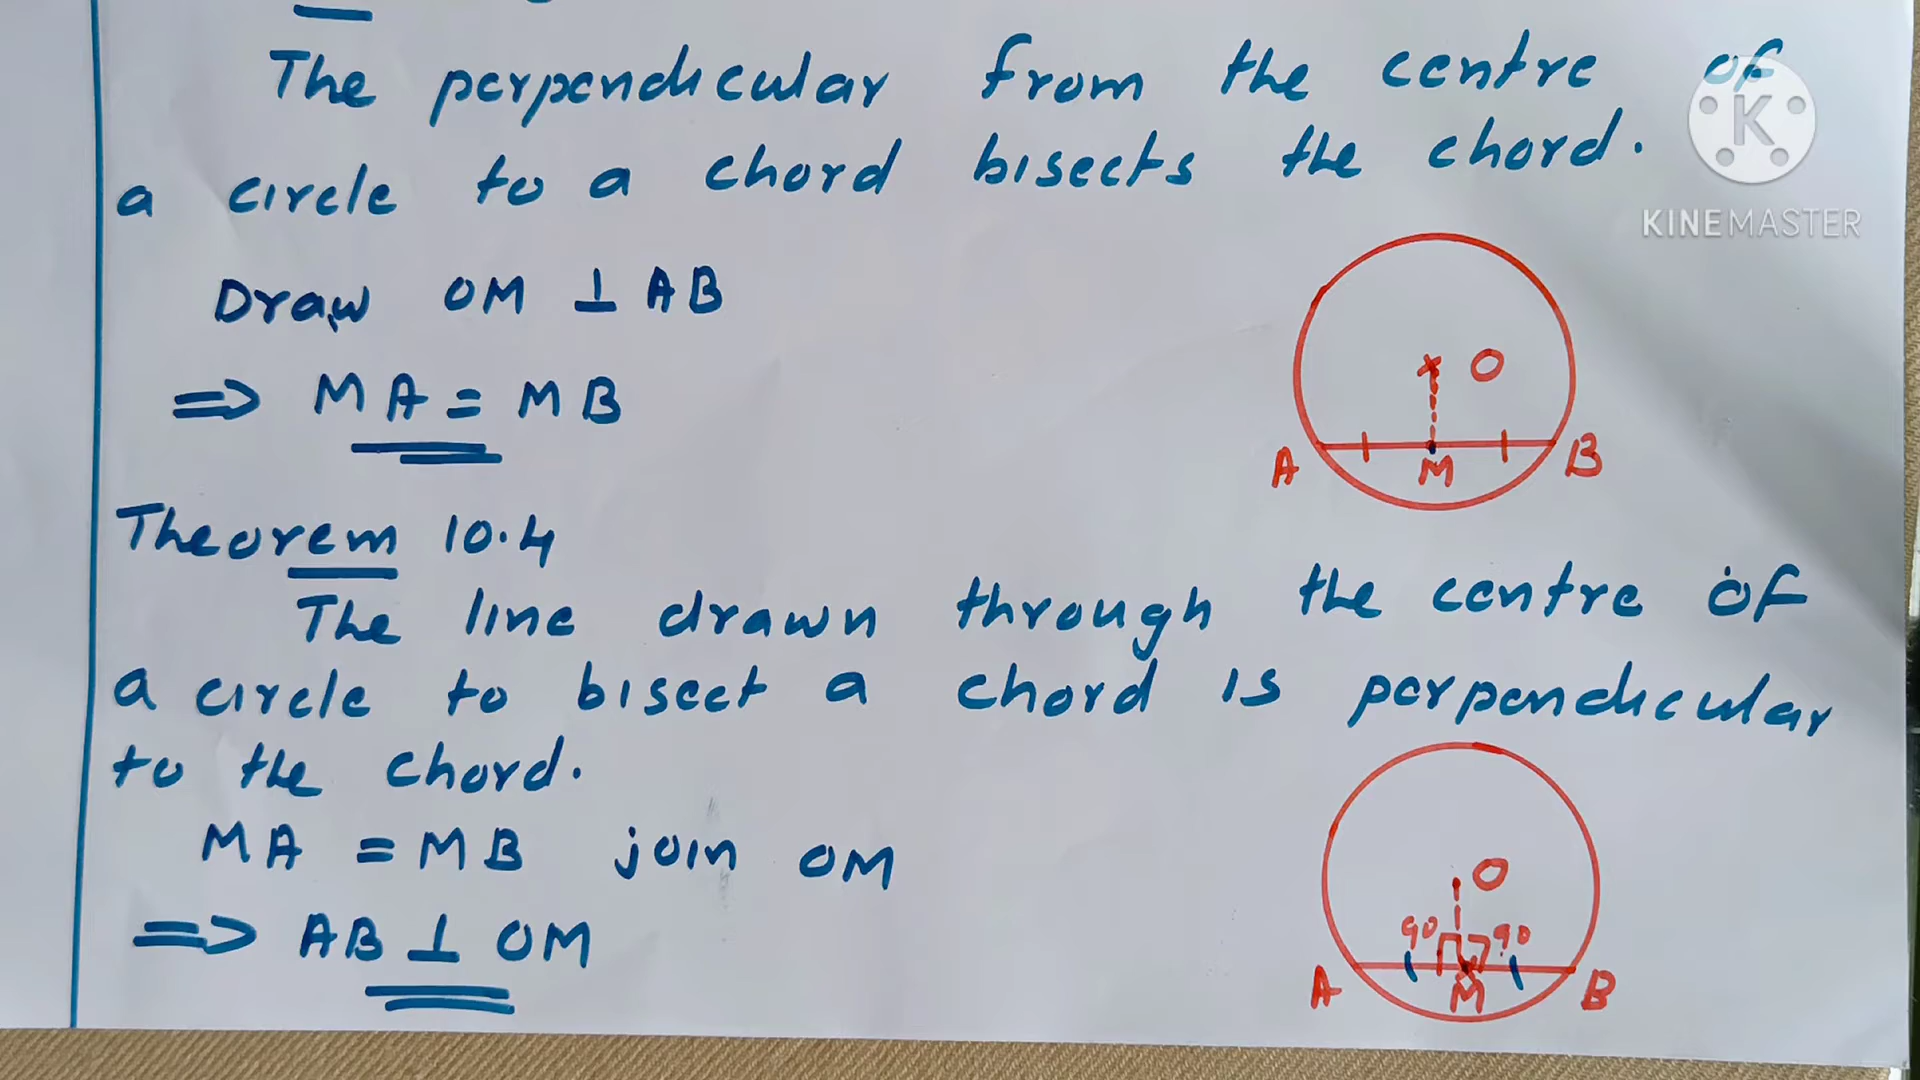 The perpendicular from the centre of
a circle to a chord bisects the chord.
K
KINEMASTER
Draw OM ⊥ AB
⇒ MA = MB
O
A M B
Theorem 10.4
The line drawn through the centre of
a circle to bisect a chord is perpendicular
to the chord.
MA = MB join OM
⇒ AB ⊥ OM
O
90 90
A M B